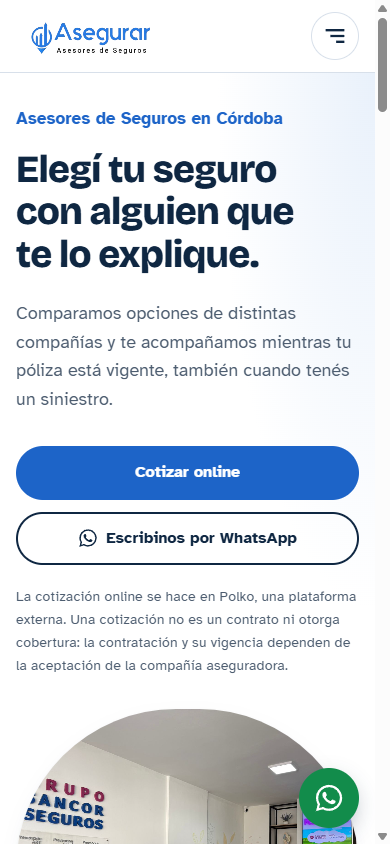 Asegurar
Asesores de Seguros
Asesores de Seguros en Córdoba
Elegí tu seguro
con alguien que
te lo explique.
Comparamos opciones de distintas
compañías y te acompañamos mientras tu
póliza está vigente, también cuando tenés
un siniestro.
Cotizar online
Escribinos por WhatsApp
La cotización online se hace en Polko, una plataforma
externa. Una cotización no es un contrato ni otorga
cobertura: la contratación y su vigencia dependen de
la aceptación de la compañía aseguradora.
RUPO
ANCOR
SEGUROS